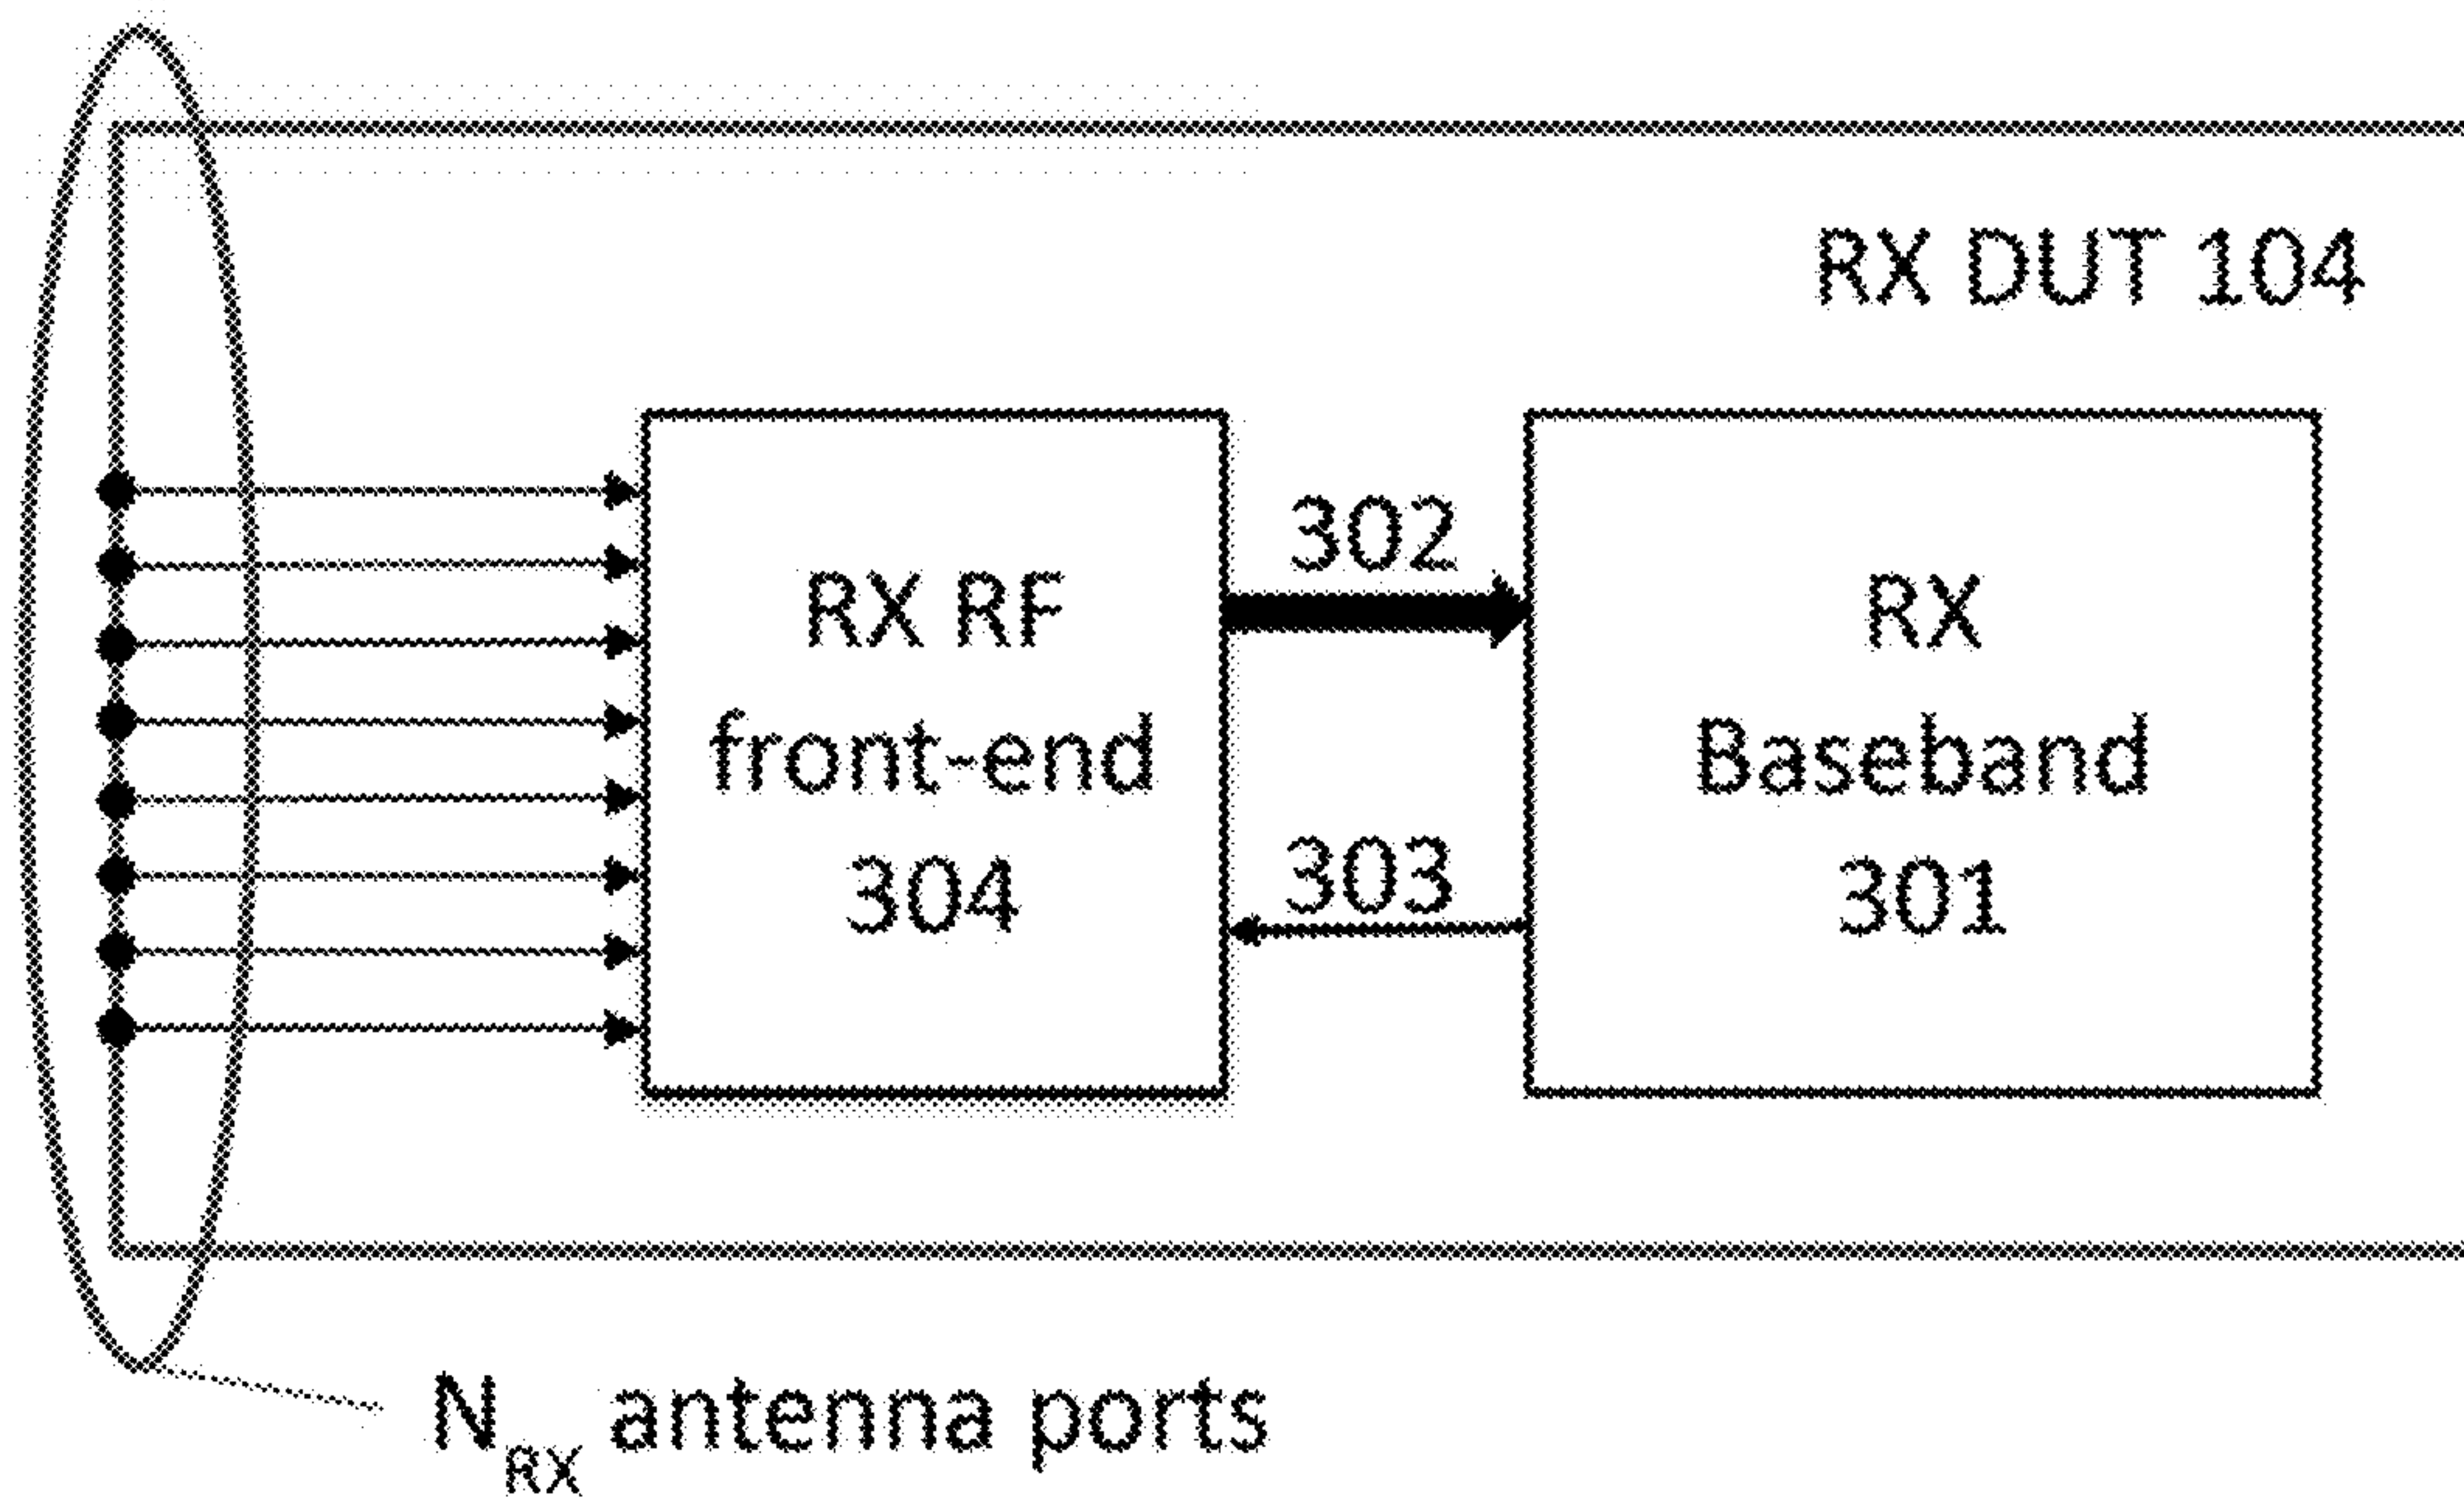 RX DUT 104
302
RX RF
front-end
304
303
RX
Baseband
301
N_RX antenna ports